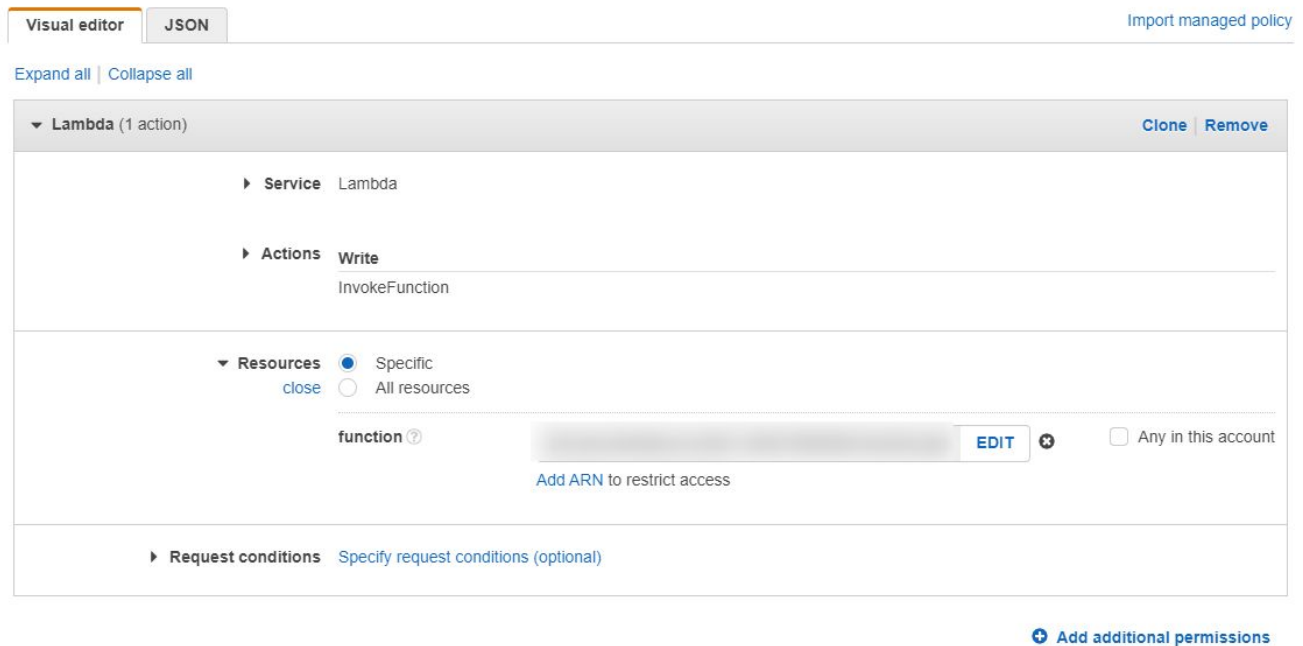 Visual editor JSON Import managed policy
Expand all | Collapse all
Lambda (1 action) Clone | Remove
Service Lambda
Actions Write
InvokeFunction
Resources Specific
close All resources
function ? EDIT Any in this account
Add ARN to restrict access
Request conditions Specify request conditions (optional)
Add additional permissions